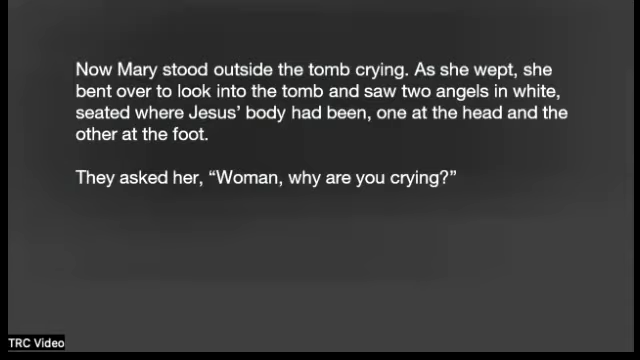 Now Mary stood outside the tomb crying. As she wept, she
bent over to look into the tomb and saw two angels in white,
seated where Jesus’ body had been, one at the head and the
other at the foot.
They asked her, “Woman, why are you crying?”
TRC Video